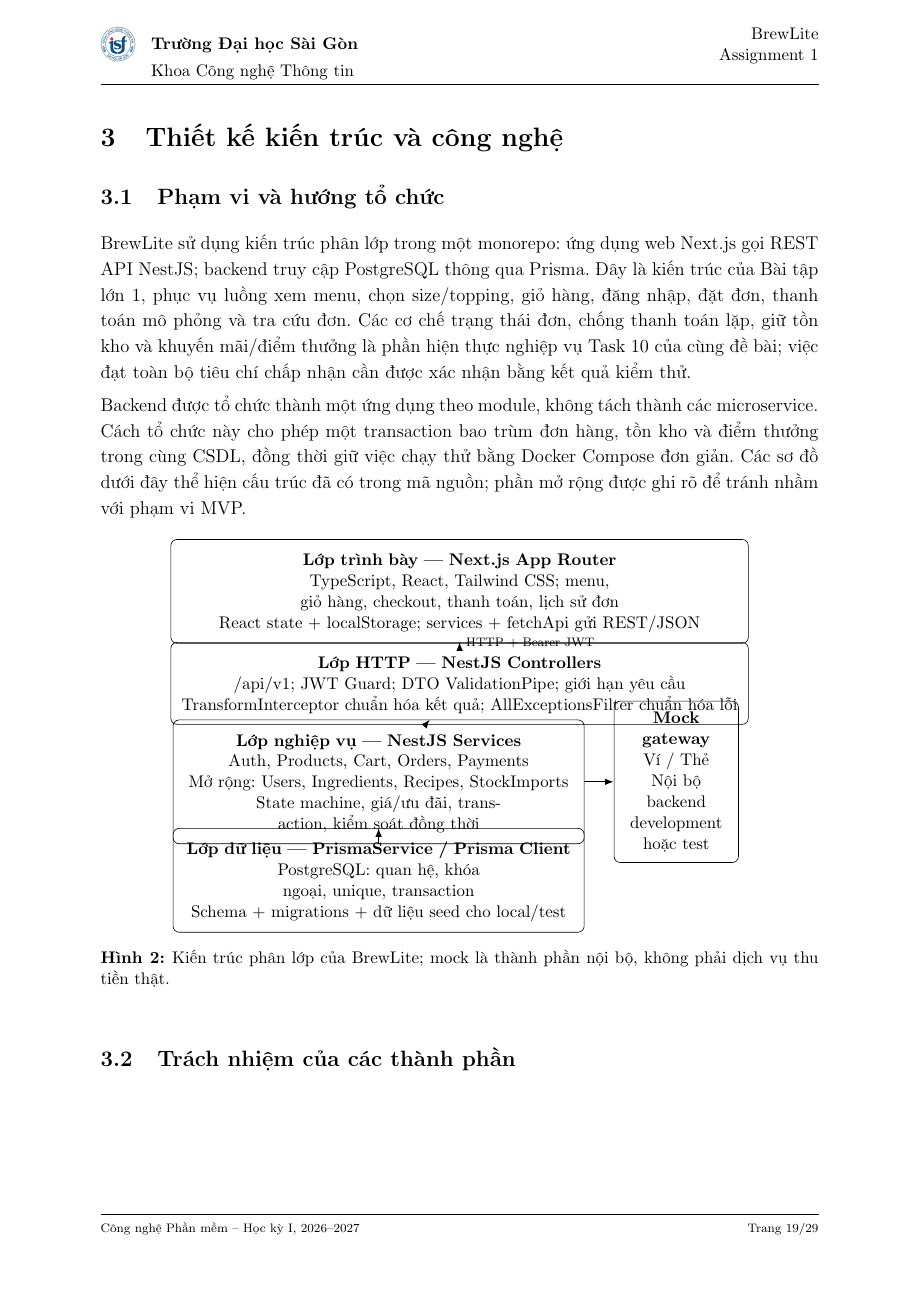 Trường Đại học Sài Gòn
Khoa Công nghệ Thông tin
BrewLite
Assignment 1
3 Thiết kế kiến trúc và công nghệ
3.1 Phạm vi và hướng tổ chức
BrewLite sử dụng kiến trúc phân lớp trong một monorepo: ứng dụng web Next.js gọi REST
API NestJS; backend truy cập PostgreSQL thông qua Prisma. Đây là kiến trúc của Bài tập
lớn 1, phục vụ luồng xem menu, chọn size/topping, giỏ hàng, đăng nhập, đặt đơn, thanh
toán mô phỏng và tra cứu đơn. Các cơ chế trạng thái đơn, chống thanh toán lặp, giữ tồn
kho và khuyến mãi/điểm thưởng là phần hiện thực nghiệp vụ Task 10 của cùng đề bài; việc
đạt toàn bộ tiêu chí chấp nhận cần được xác nhận bằng kết quả kiểm thử.
Backend được tổ chức thành một ứng dụng theo module, không tách thành các microservice.
Cách tổ chức này cho phép một transaction bao trùm đơn hàng, tồn kho và điểm thưởng
trong cùng CSDL, đồng thời giữ việc chạy thử bằng Docker Compose đơn giản. Các sơ đồ
dưới đây thể hiện cấu trúc đã có trong mã nguồn; phần mở rộng được ghi rõ để tránh nhầm
với phạm vi MVP.
Lớp trình bày — Next.js App Router
TypeScript, React, Tailwind CSS; menu,
giỏ hàng, checkout, thanh toán, lịch sử đơn
React state + localStorage; services + fetchApi gửi REST/JSON
HTTP + Bearer JWT
Lớp HTTP — NestJS Controllers
/api/v1; JWT Guard; DTO ValidationPipe; giới hạn yêu cầu
TransformInterceptor chuẩn hóa kết quả; AllExceptionsFilter chuẩn hóa lỗi
Lớp nghiệp vụ — NestJS Services
Auth, Products, Cart, Orders, Payments
Mở rộng: Users, Ingredients, Recipes, StockImports
State machine, giá/ưu đãi, trans-
action, kiểm soát đồng thời
Mock
gateway
Ví / Thẻ
Nội bộ
backend
development
hoặc test
Lớp dữ liệu — PrismaService / Prisma Client
PostgreSQL: quan hệ, khóa
ngoại, unique, transaction
Schema + migrations + dữ liệu seed cho local/test
Hình 2: Kiến trúc phân lớp của BrewLite; mock là thành phần nội bộ, không phải dịch vụ thu
tiền thật.
3.2 Trách nhiệm của các thành phần
Công nghệ Phần mềm – Học kỳ I, 2026–2027
Trang 19/29